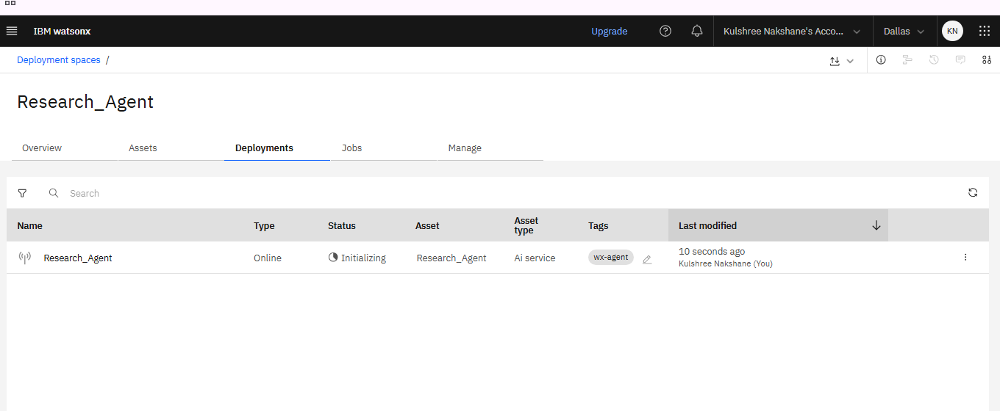 IBM watsonx
Upgrade
Kulshree Nakshane's Acco...
Dallas
KN
Deployment spaces /
Research_Agent
Overview
Assets
Deployments
Jobs
Manage
Search
Name
Type
Status
Asset
Asset
type
Tags
Last modified
Research_Agent
Online
Initializing
Research_Agent
Ai service
wx-agent
10 seconds ago
Kulshree Nakshane (You)